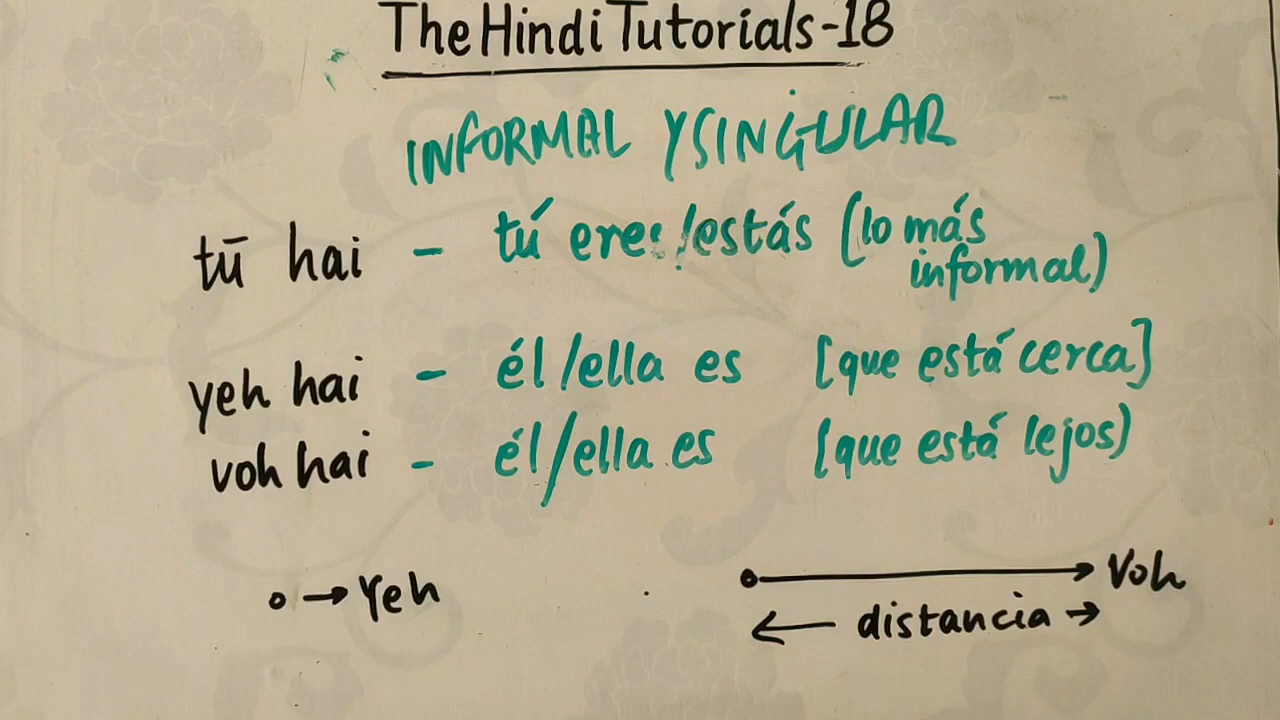 The Hindi Tutorials-18
INFORMAL Y SINGULAR
tū hai - tú eres/estás (lo más
informal)
yeh hai - él/ella es [que está cerca]
voh hai - él/ella es (que está lejos)
→ Yeh
→ Voh
← distancia →